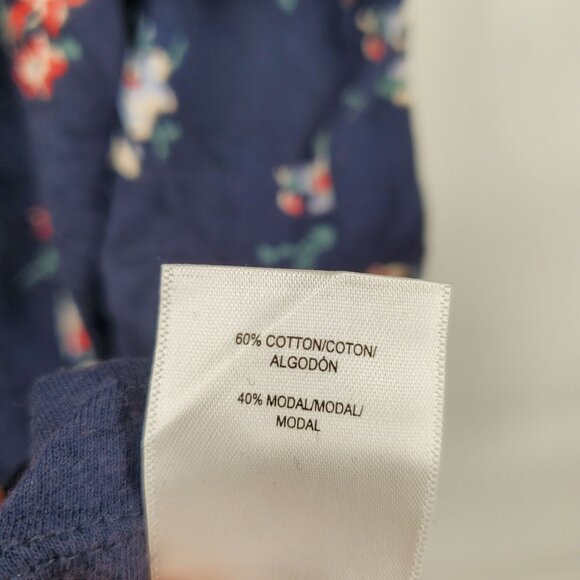 60% COTTON/COTON/
ALGODÓN
40% MODAL/MODAL/
MODAL